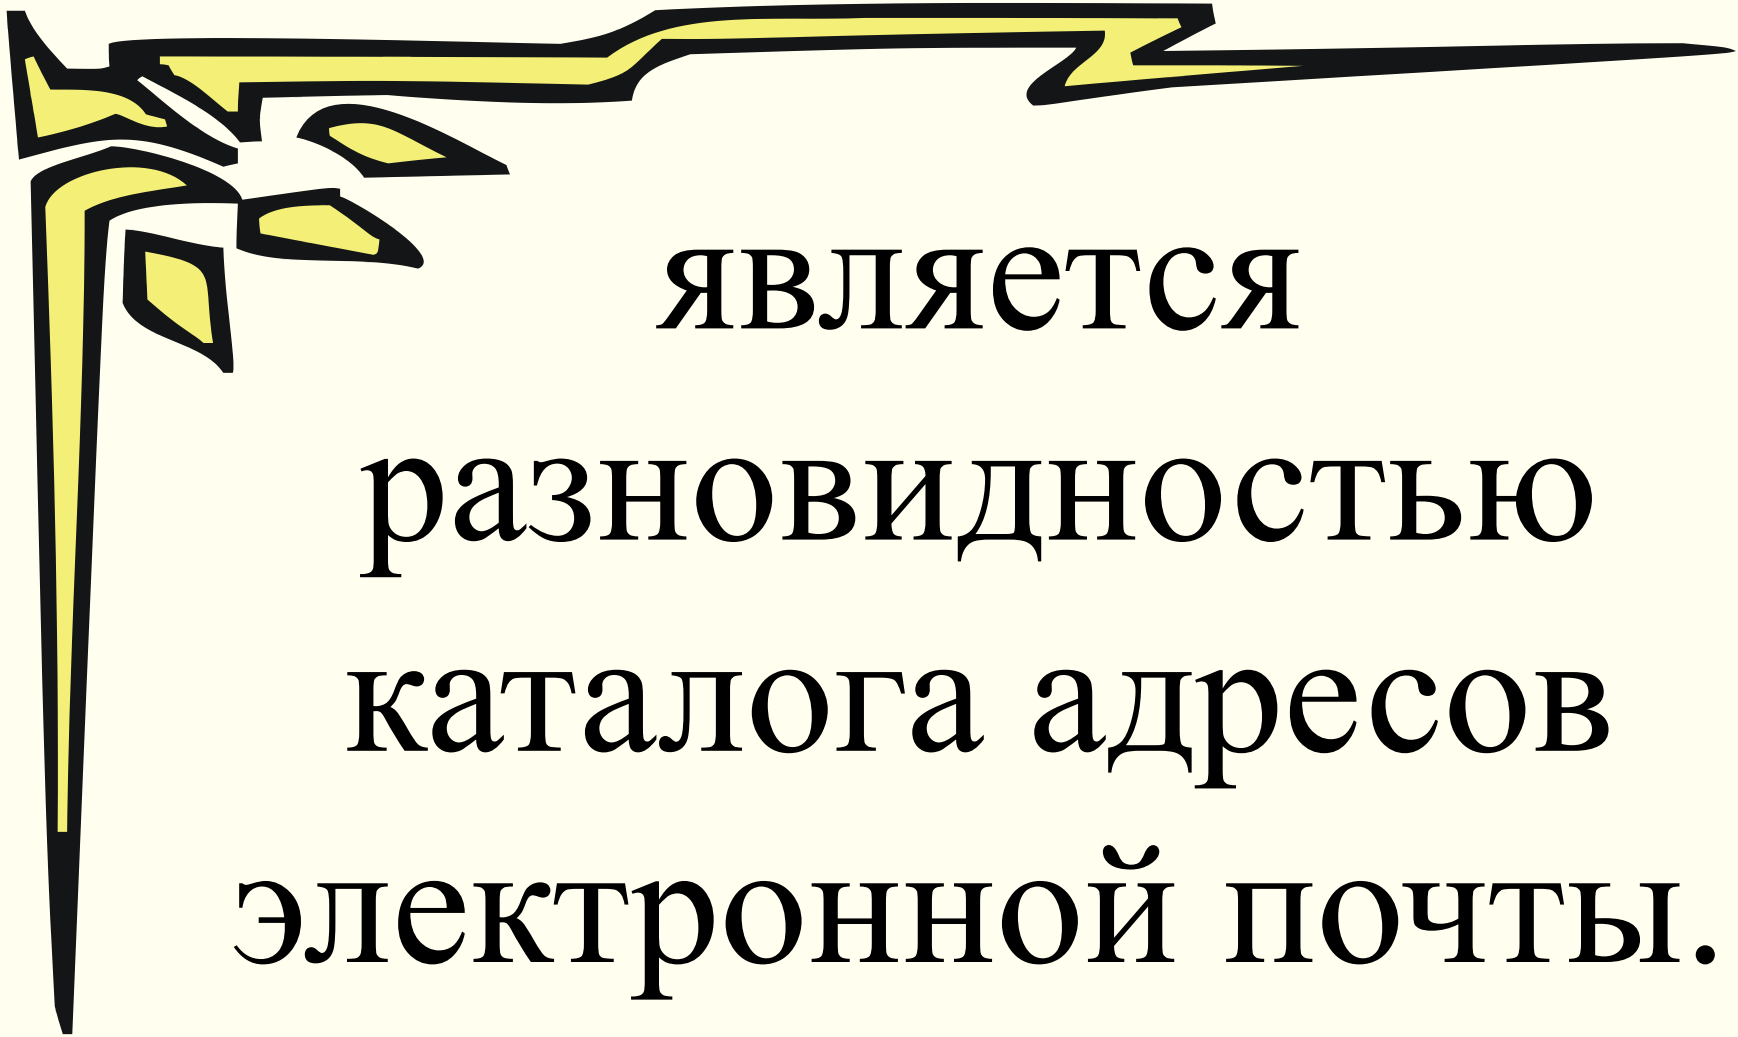 является
разновидностью
каталога адресов
электронной почты.